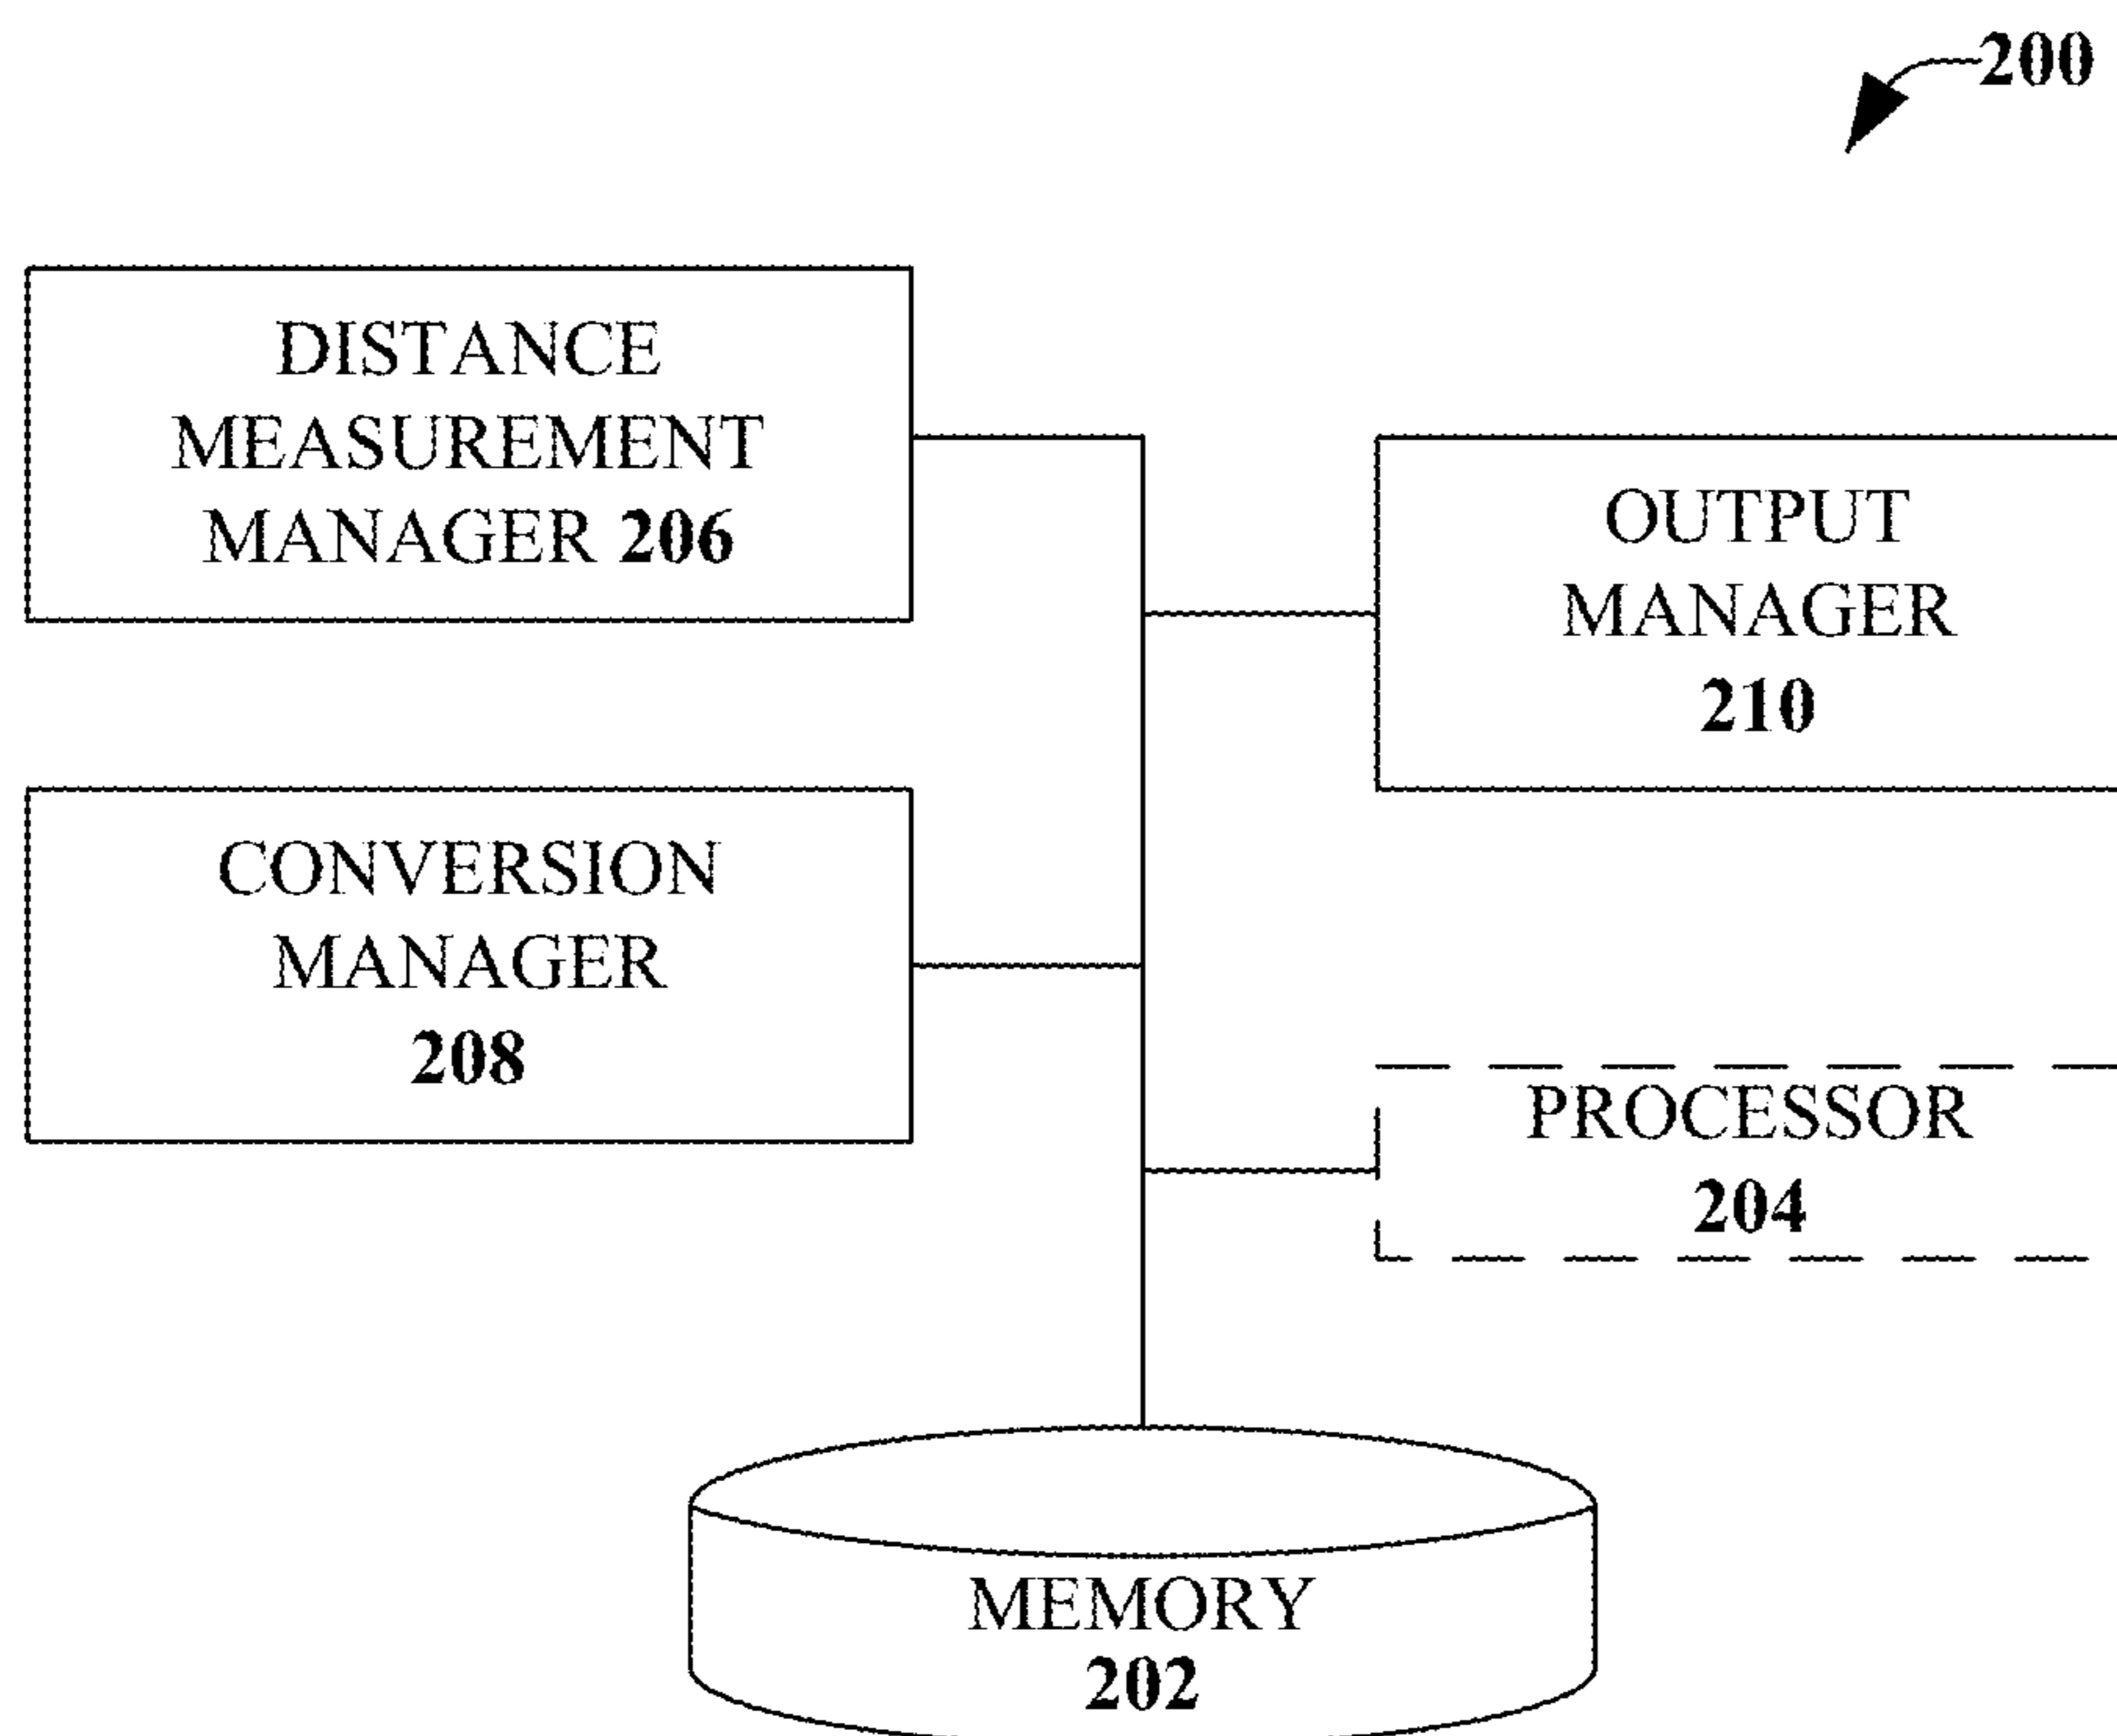 200
DISTANCE
MEASUREMENT
MANAGER 206
OUTPUT
MANAGER
210
CONVERSION
MANAGER
208
PROCESSOR
204
MEMORY
202